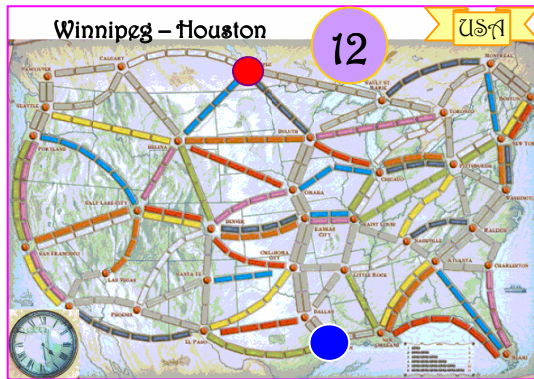 Winnipeg – Houston
12
USA
VANCOUVER
CALGARY
MONTREAL
SAULT ST.
MARIE
SEATTLE
TORONTO
BOSTON
PORTLAND
HELENA
DULUTH
NEW YORK
PITTSBURGH
CHICAGO
OMAHA
SALT LAKE CITY
WASHINGTON
DENVER
KANSAS
CITY
SAINT LOUIS
RALEIGH
NASHVILLE
SAN FRANCISCO
OKLAHOMA
CITY
ATLANTA
CHARLESTON
LAS VEGAS
SANTA FE
LITTLE ROCK
PHOENIX
DALLAS
EL PASO
NEW
ORLEANS
MIAMI